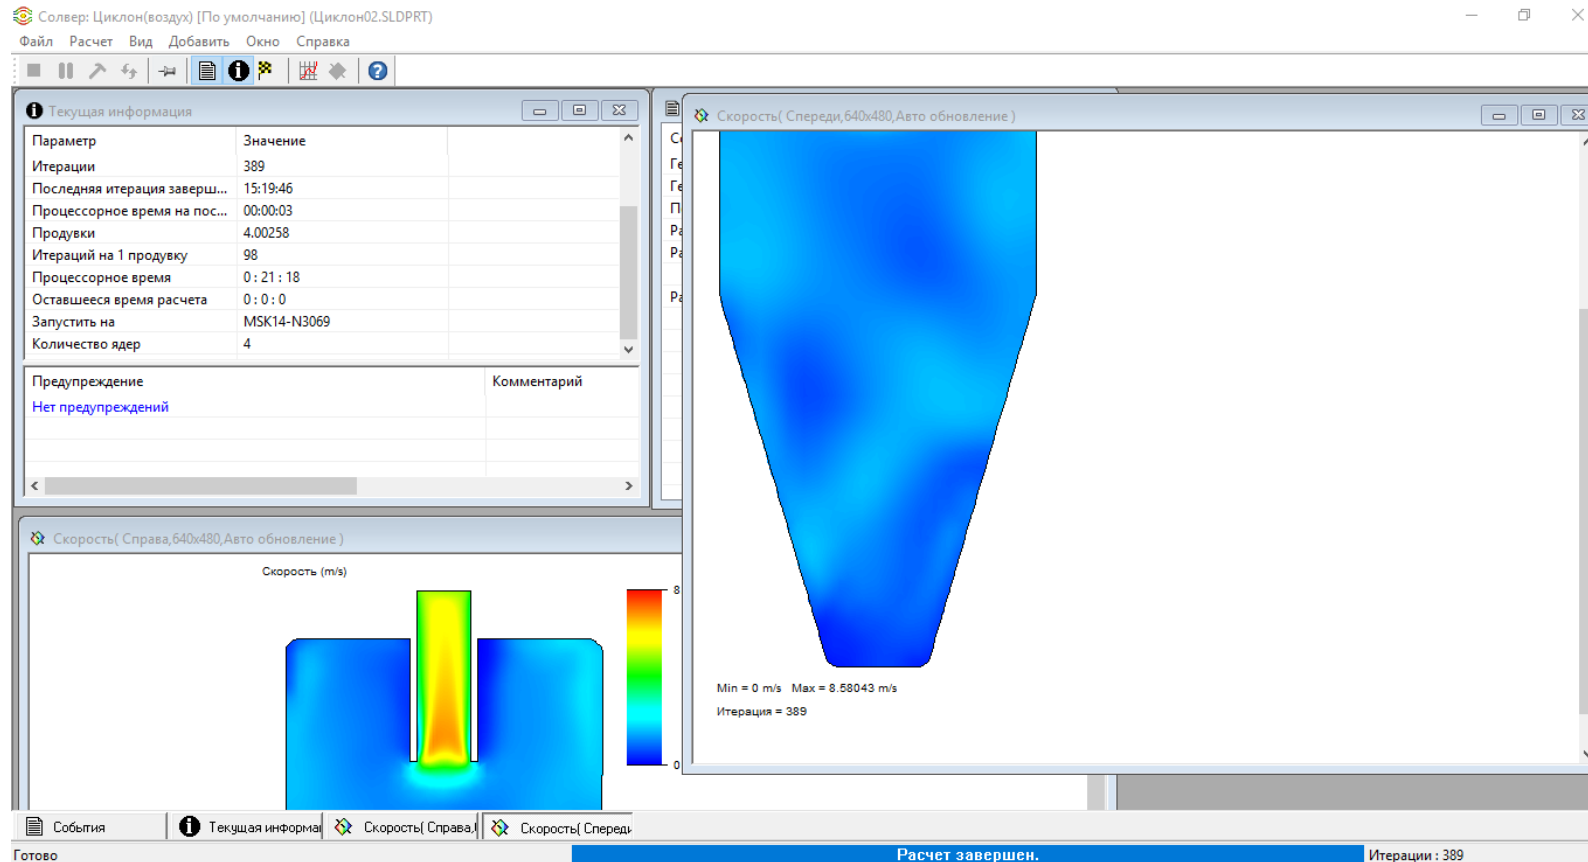 Солвер: Циклон(воздух) [По умолчанию] (Циклон02.SLDPRT)
Файл Расчет Вид Добавить Окно Справка
Текущая информация
Параметр Значение
Итерации 389
Последняя итерация заверш... 15:19:46
Процессорное время на пос... 00:00:03
Продувки 4.00258
Итераций на 1 продувку 98
Процессорное время 0 : 21 : 18
Оставшееся время расчета 0 : 0 : 0
Запустить на MSK14-N3069
Количество ядер 4
Предупреждение Комментарий
Нет предупреждений
Скорость( Спереди,640x480,Авто обновление )
Min = 0 m/s Max = 8.58043 m/s
Итерация = 389
Скорость( Справа,640x480,Авто обновление )
Скорость (m/s)
8
0
События Текущая информа Скорость( Справа, Скорость( Спереди
Готово Расчет завершен. Итерации : 389